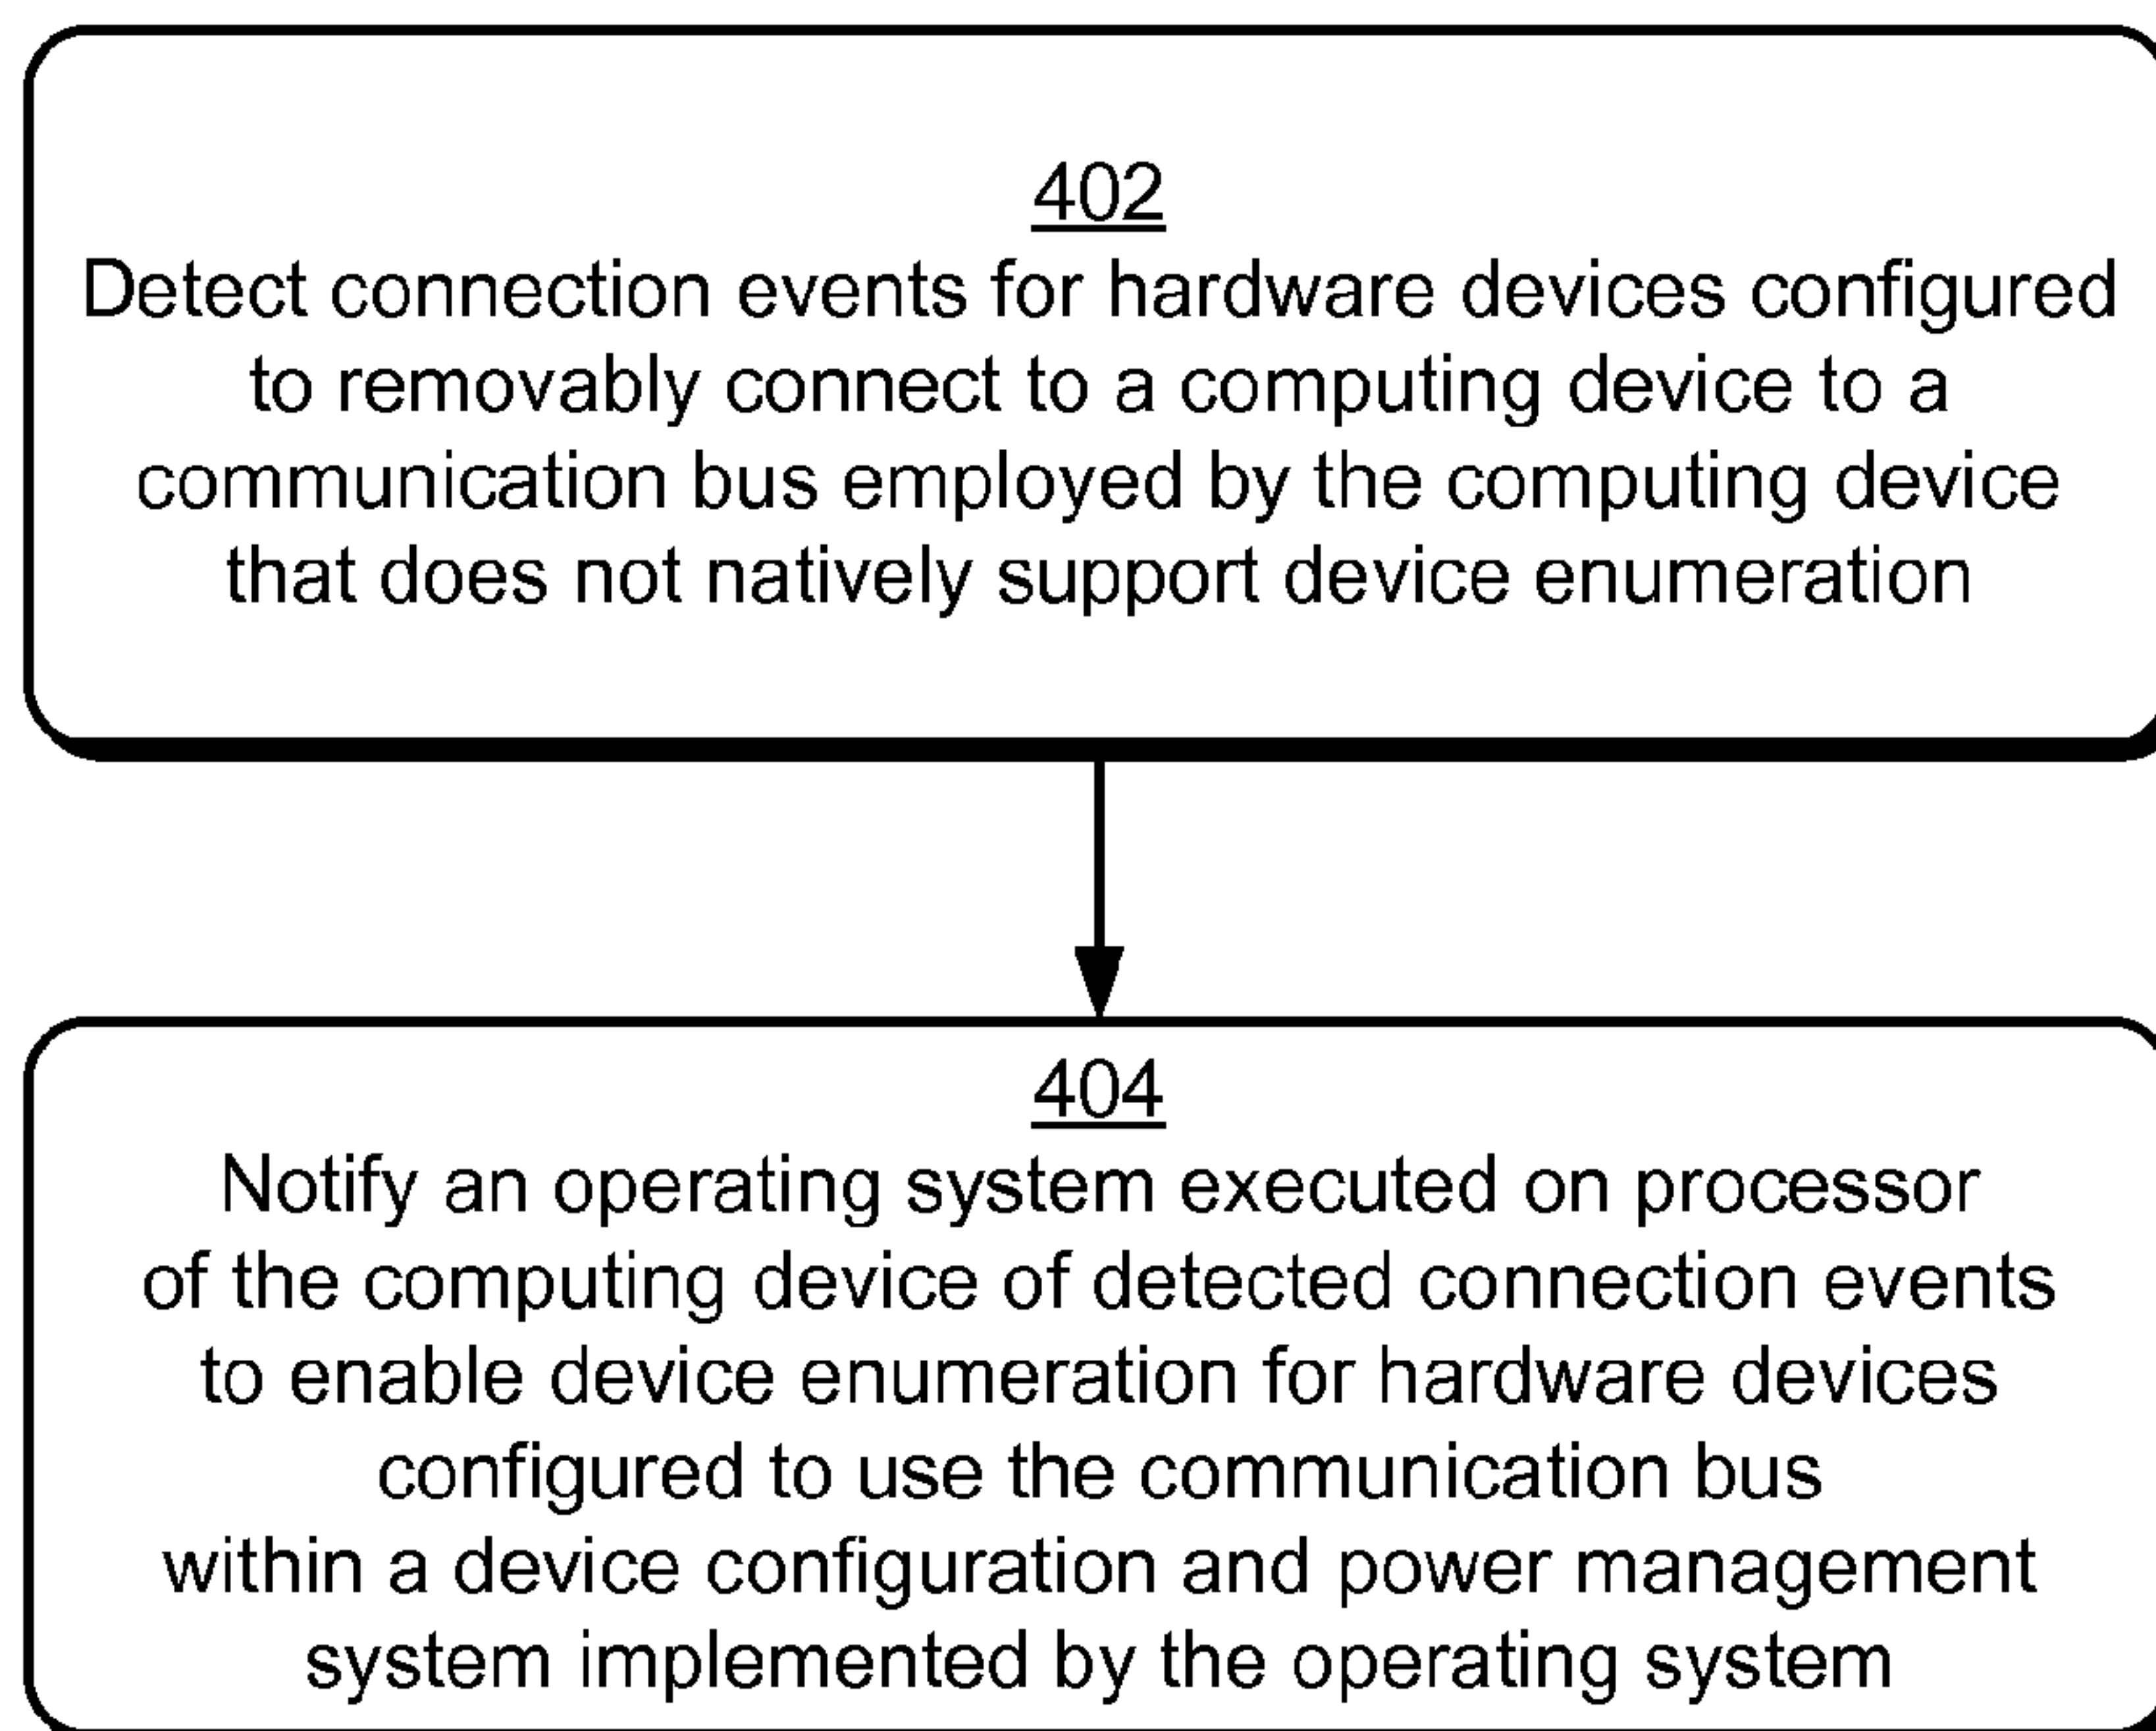 402
Detect connection events for hardware devices configured
to removably connect to a computing device to a
communication bus employed by the computing device
that does not natively support device enumeration
404
Notify an operating system executed on processor
of the computing device of detected connection events
to enable device enumeration for hardware devices
configured to use the communication bus
within a device configuration and power management
system implemented by the operating system